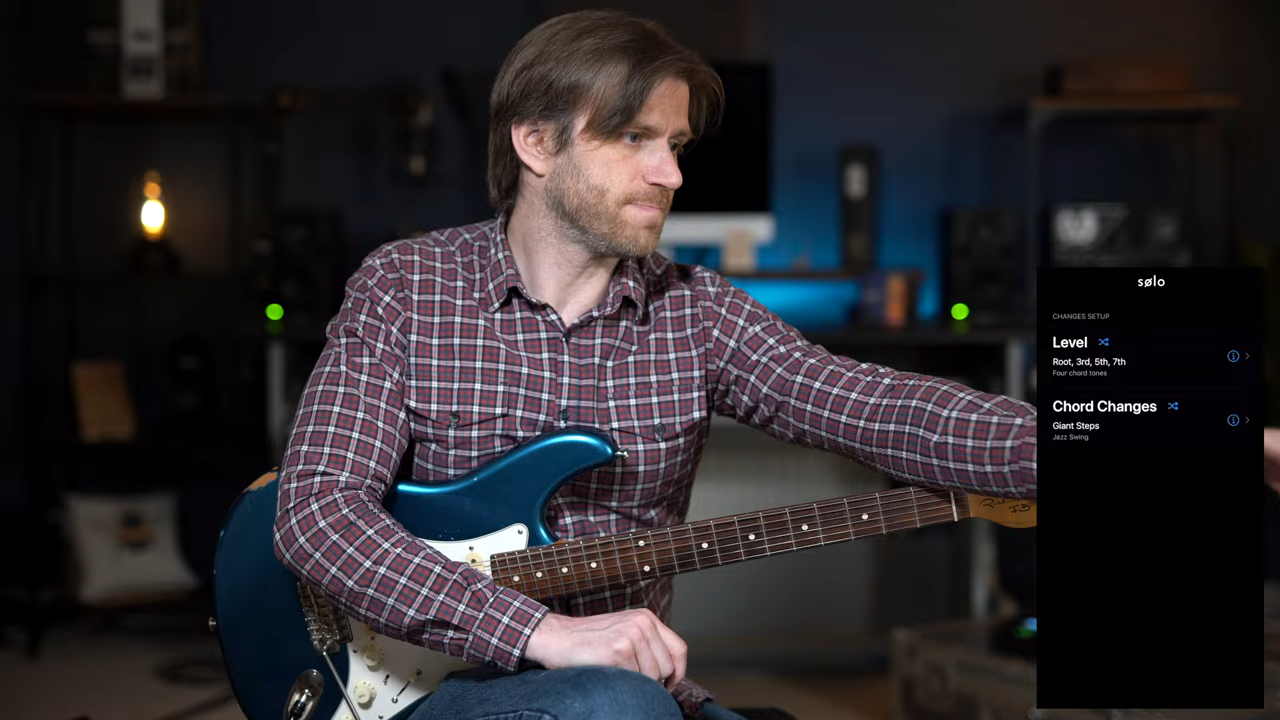 sølo
CHANGES SETUP
Level
Root, 3rd, 5th, 7th
Four chord tones
Chord Changes
Giant Steps
Jazz Swing